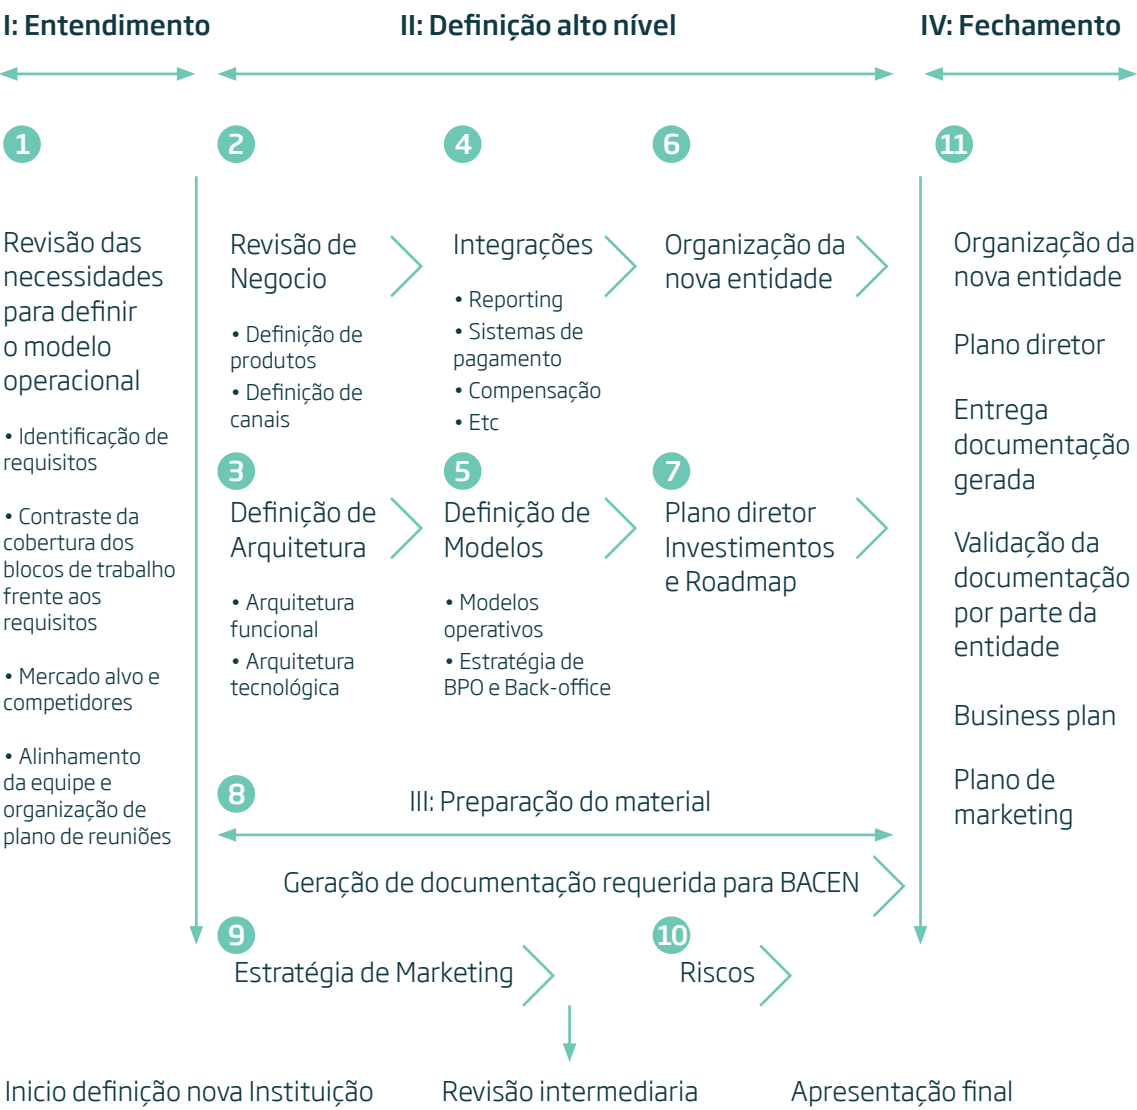 I: Entendimento
II: Definição alto nível
IV: Fechamento
1
Revisão das
necessidades
para definir
o modelo
operacional
• Identificação de
requisitos
• Contraste da
cobertura dos
blocos de trabalho
frente aos
requisitos
• Mercado alvo e
competidores
• Alinhamento
da equipe e
organização de
plano de reuniões
2
Revisão de
Negocio
• Definição de
produtos
• Definição de
canais
4
Integrações
• Reporting
• Sistemas de
pagamento
• Compensação
• Etc
6
Organização da
nova entidade
3
Definição de
Arquitetura
• Arquitetura
funcional
• Arquitetura
tecnológica
5
Definição de
Modelos
• Modelos
operativos
• Estratégia de
BPO e Back-office
7
Plano diretor
Investimentos
e Roadmap
8
III: Preparação do material
Geração de documentação requerida para BACEN
9
Estratégia de Marketing
10
Riscos
11
Organização da
nova entidade
Plano diretor
Entrega
documentação
gerada
Validação da
documentação
por parte da
entidade
Business plan
Plano de
marketing
Inicio definição nova Instituição
Revisão intermediaria
Apresentação final